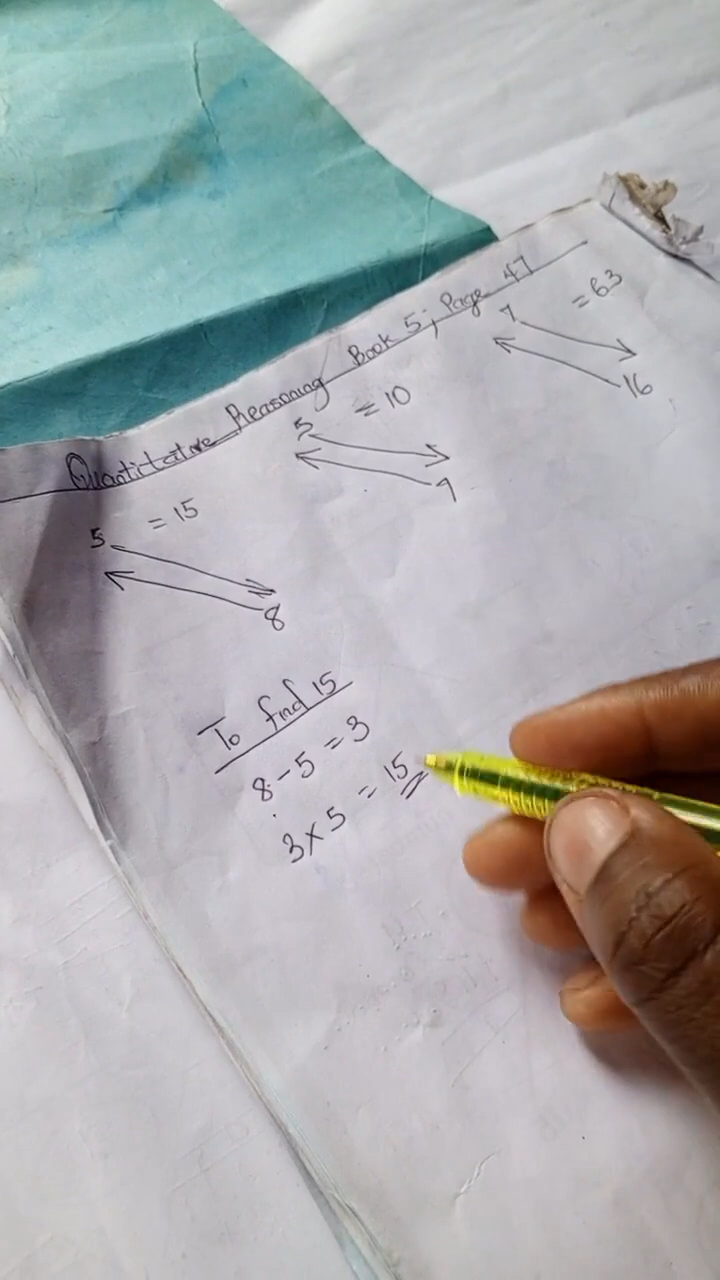 Quantitative Reasoning Book 5; Page 47
5 = 15
8
5 = 10
7
7 = 63
16
To find 15
8 - 5 = 3
3 x 5 = 15